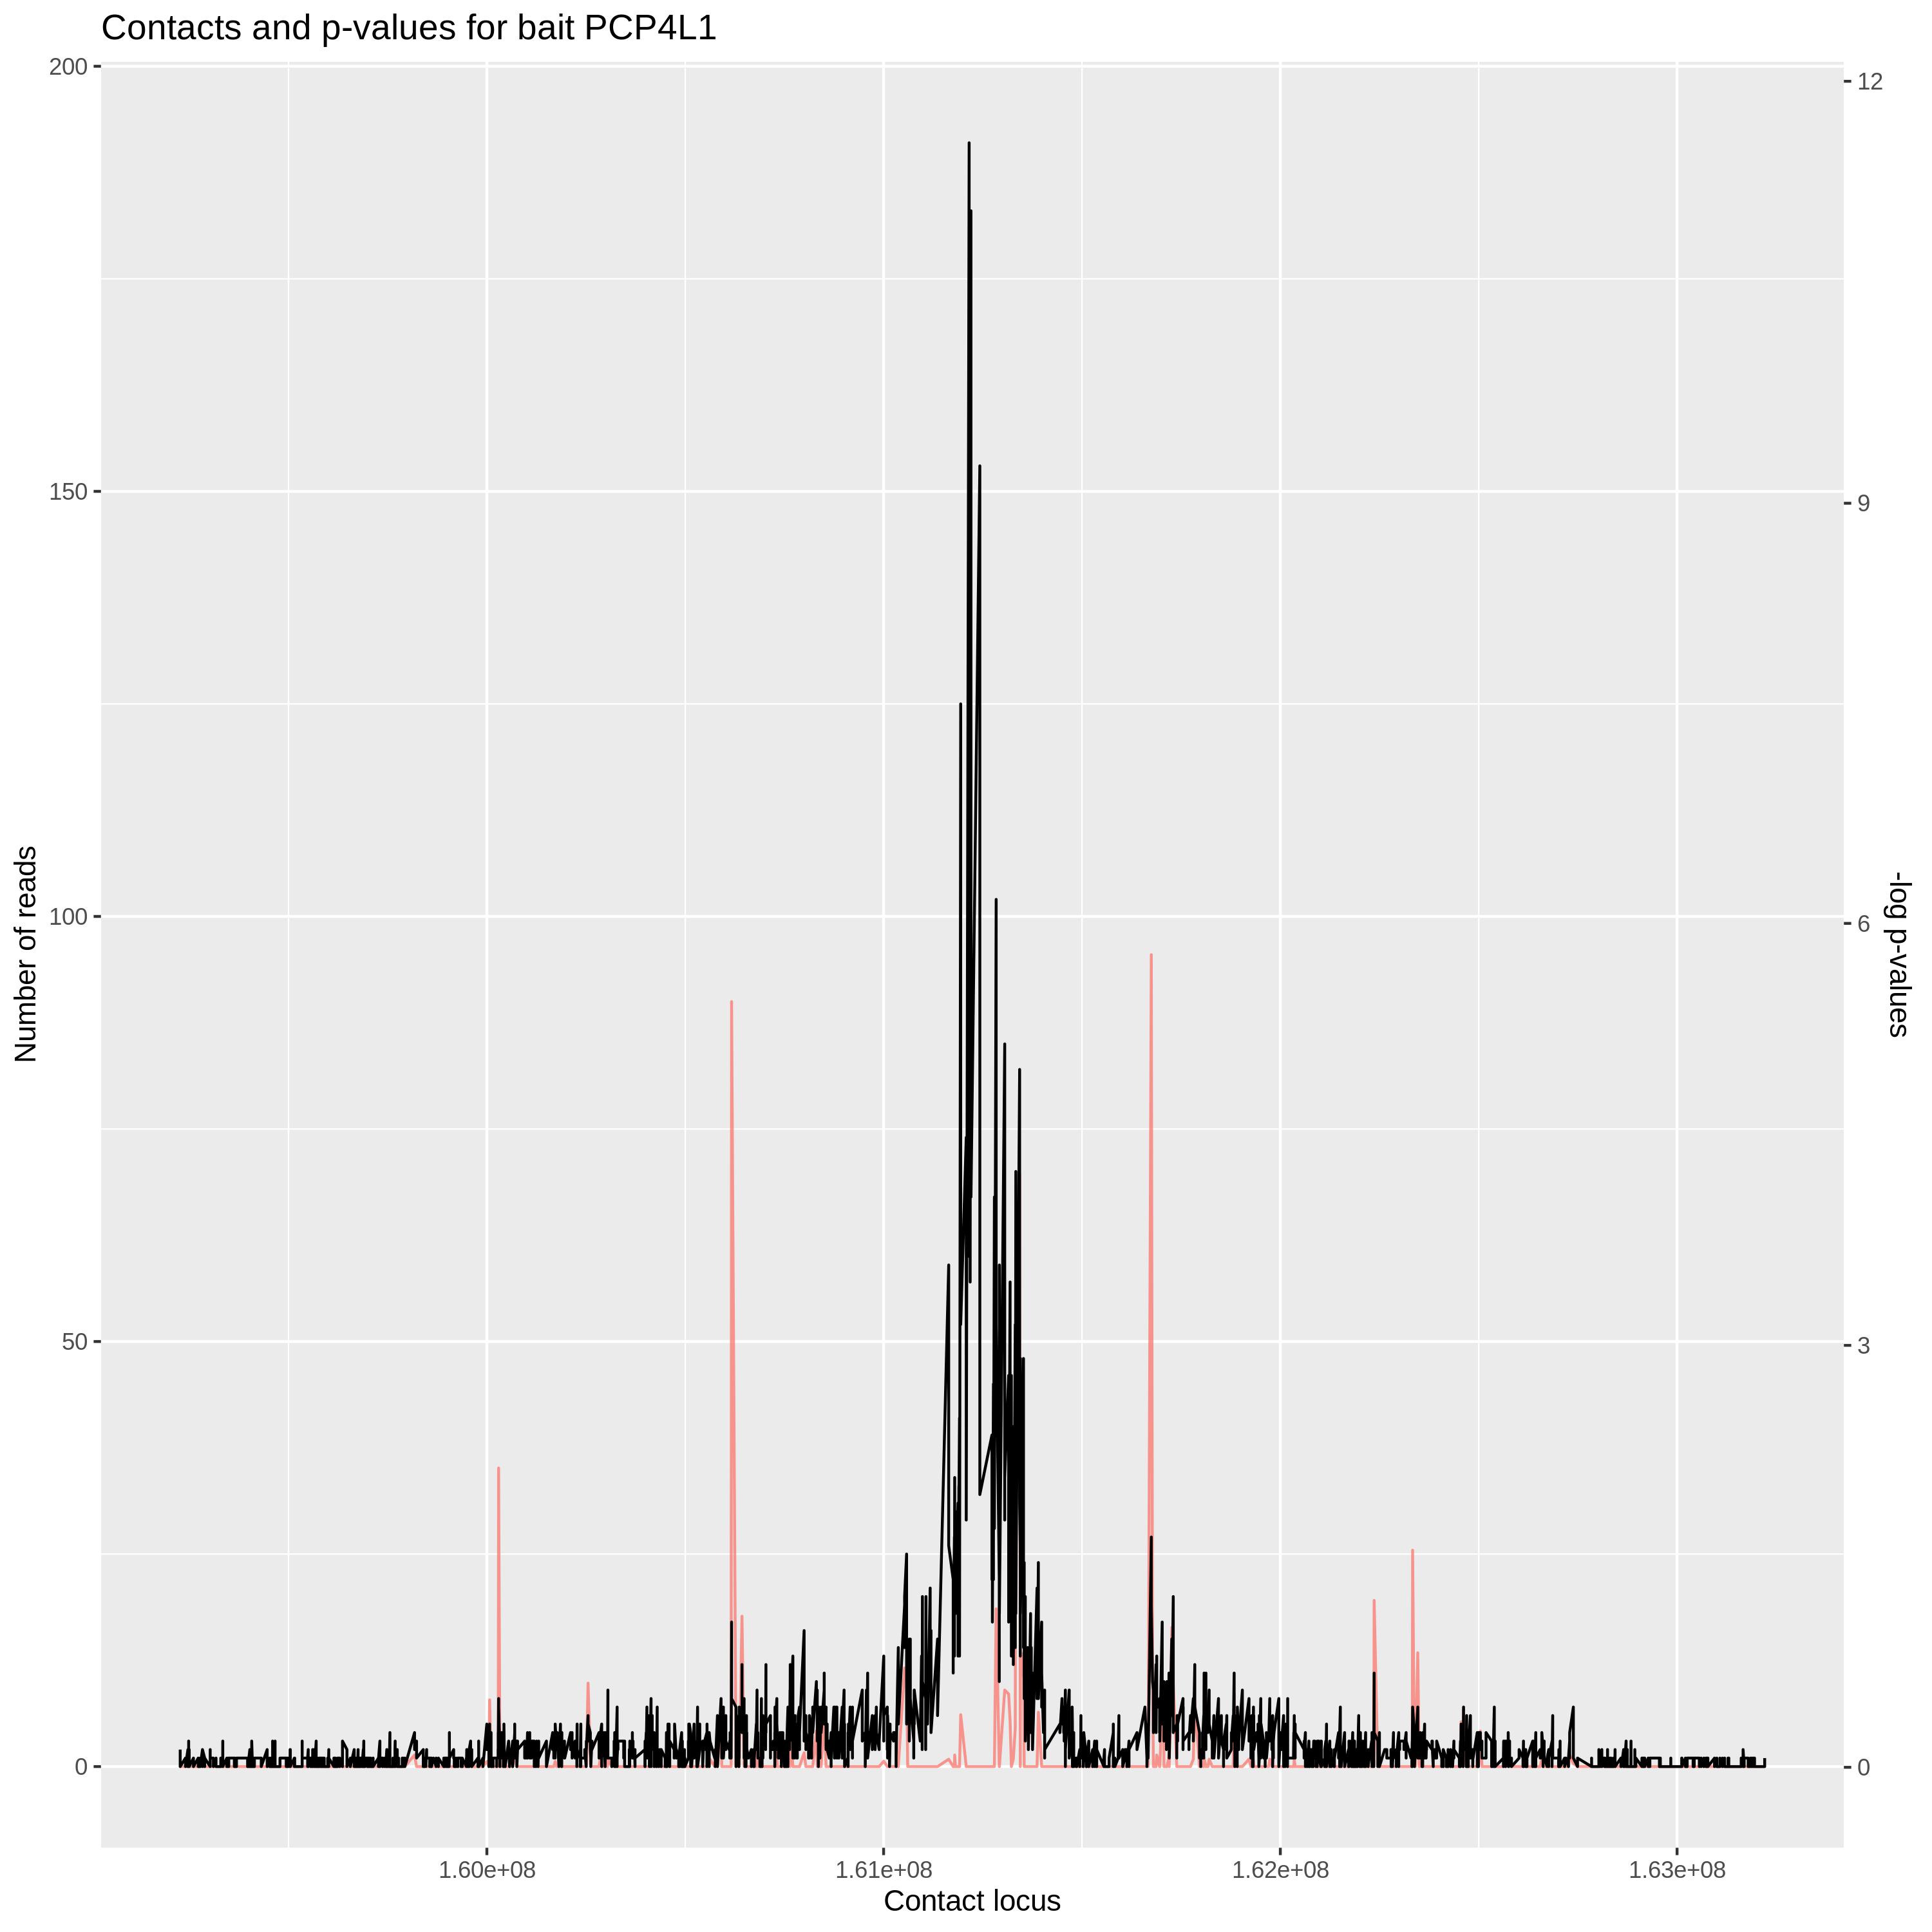 Contacts and p-values for bait PCP4L1
200
150
100
50
0
Number of reads
12
9
6
3
0
-log p-values
1.60e+08
1.61e+08
1.62e+08
1.63e+08
Contact locus